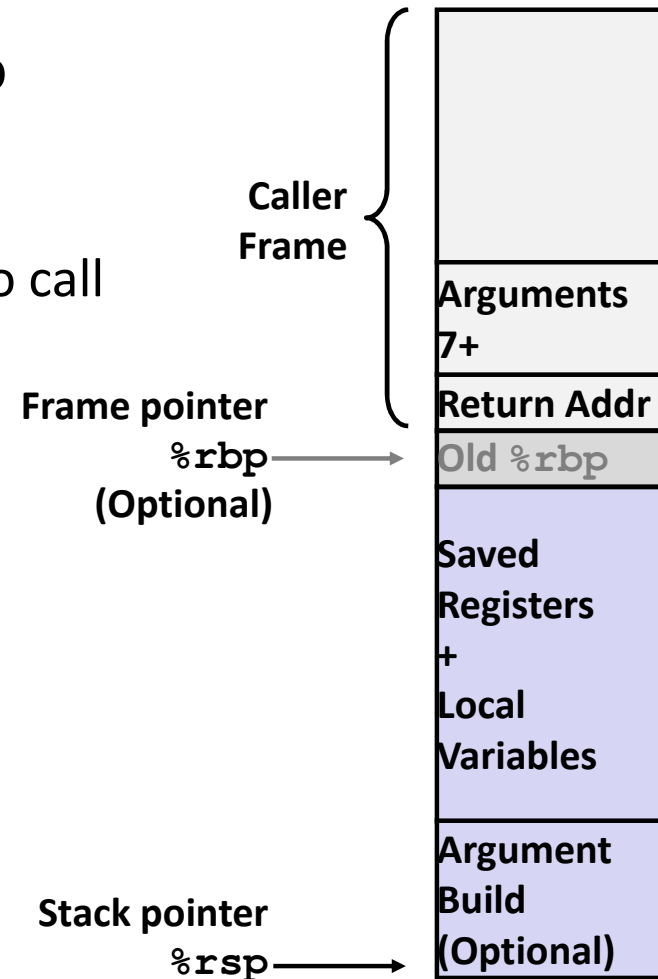 o
o call
Caller
Frame
Arguments
7+
Frame pointer
%rbp
(Optional)
Return Addr
Old %rbp
Saved
Registers
+
Local
Variables
Argument
Build
(Optional)
Stack pointer
%rsp